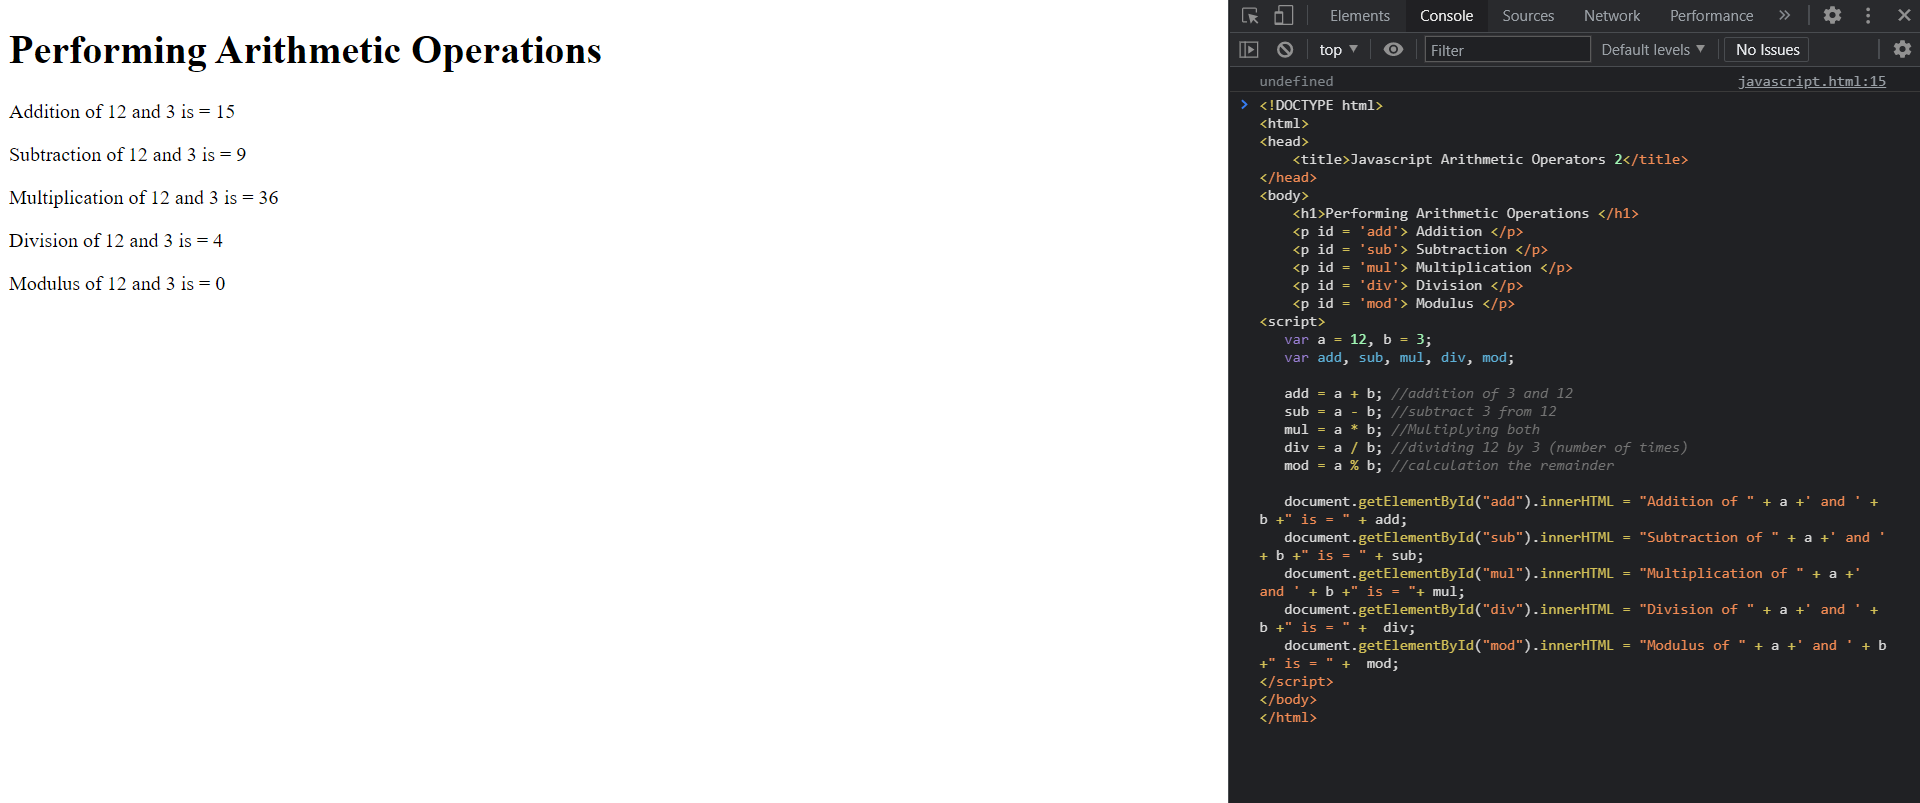 Performing Arithmetic Operations
Addition of 12 and 3 is = 15
Subtraction of 12 and 3 is = 9
Multiplication of 12 and 3 is = 36
Division of 12 and 3 is = 4
Modulus of 12 and 3 is = 0
Elements Console Sources Network Performance
top Filter Default levels No Issues
undefined javascript.html:15
<!DOCTYPE html>
<html>
<head>
    <title>Javascript Arithmetic Operators 2</title>
</head>
<body>
    <h1>Performing Arithmetic Operations </h1>
    <p id = 'add'> Addition </p>
    <p id = 'sub'> Subtraction </p>
    <p id = 'mul'> Multiplication </p>
    <p id = 'div'> Division </p>
    <p id = 'mod'> Modulus </p>
<script>
   var a = 12, b = 3;
   var add, sub, mul, div, mod;
   add = a + b; //addition of 3 and 12
   sub = a - b; //subtract 3 from 12
   mul = a * b; //Multiplying both
   div = a / b; //dividing 12 by 3 (number of times)
   mod = a % b; //calculation the remainder
   document.getElementById("add").innerHTML = "Addition of " + a +' and ' +
b +" is = " + add;
   document.getElementById("sub").innerHTML = "Subtraction of " + a +' and '
+ b +" is = " + sub;
   document.getElementById("mul").innerHTML = "Multiplication of " + a +'
and ' + b +" is = "+ mul;
   document.getElementById("div").innerHTML = "Division of " + a +' and ' +
b +" is = " +  div;
   document.getElementById("mod").innerHTML = "Modulus of " + a +' and ' + b
+" is = " +  mod;
</script>
</body>
</html>